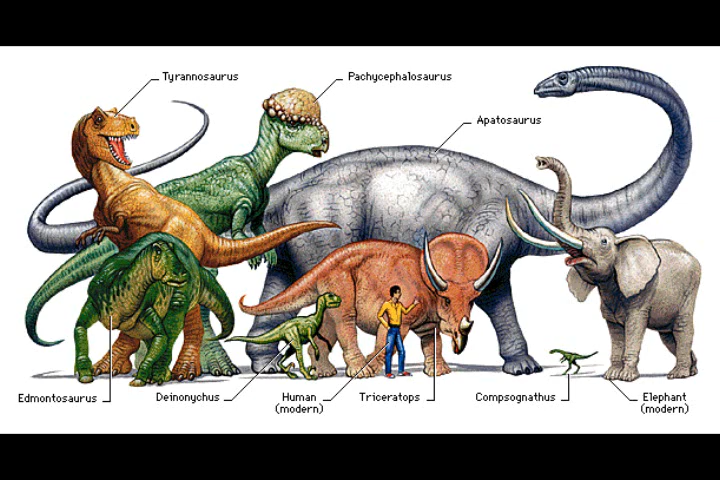 Tyrannosaurus
Pachycephalosaurus
Apatosaurus
Edmontosaurus
Deinonychus
Human
(modern)
Triceratops
Compsognathus
Elephant
(modern)